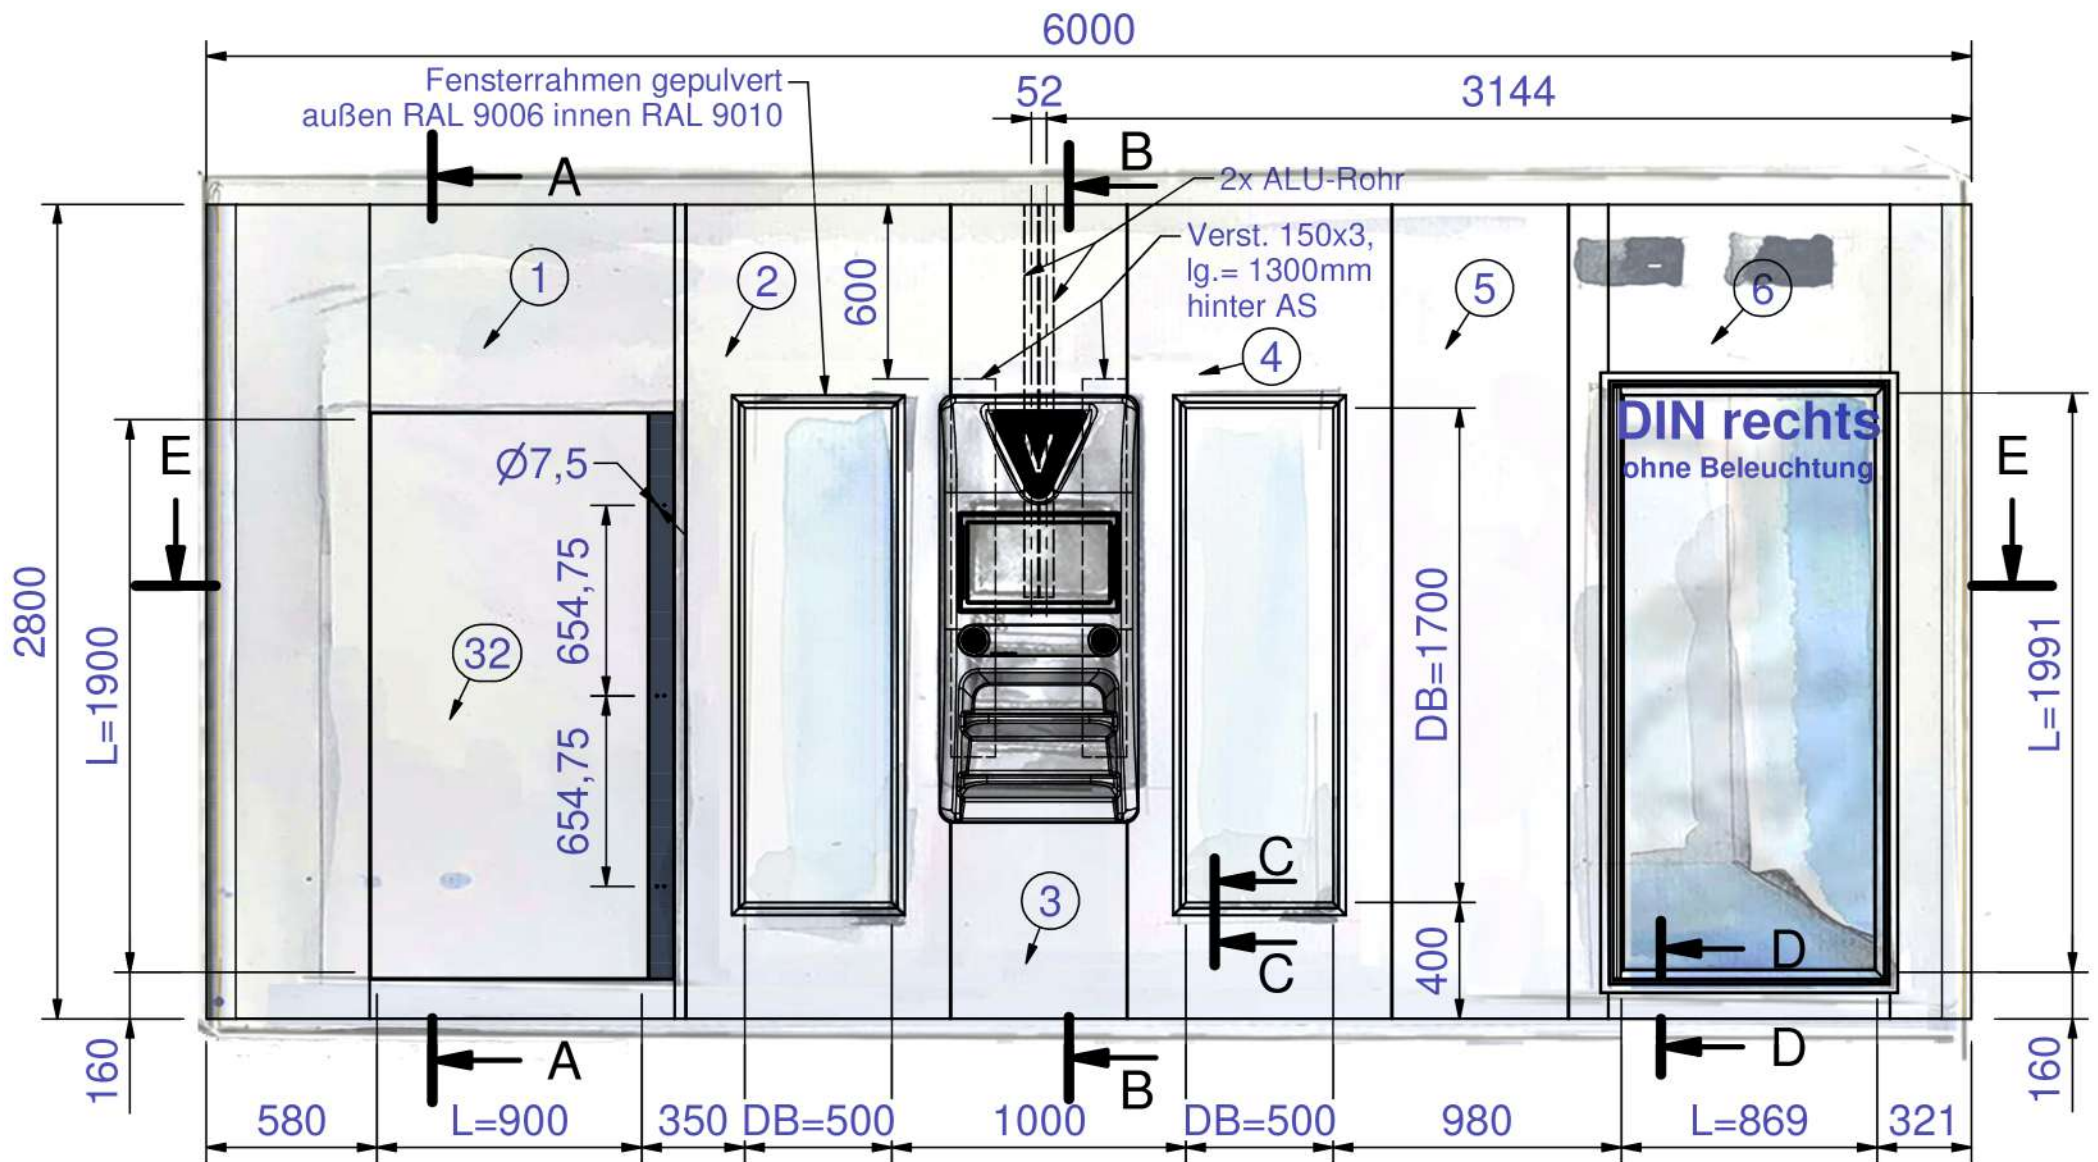 6000
Fensterrahmen gepulvert
außen RAL 9006 innen RAL 9010
52
3144
A
B
2x ALU-Rohr
Verst. 150x3,
lg.= 1300mm
hinter AS
600
1
2
4
5
6
DIN rechts
ohne Beleuchtung
E
E
Ø7,5
654,75
654,75
32
2800
L=1900
DB=1700
L=1991
C
C
3
400
D
D
160
160
A
B
580
L=900
350
DB=500
1000
DB=500
980
L=869
321